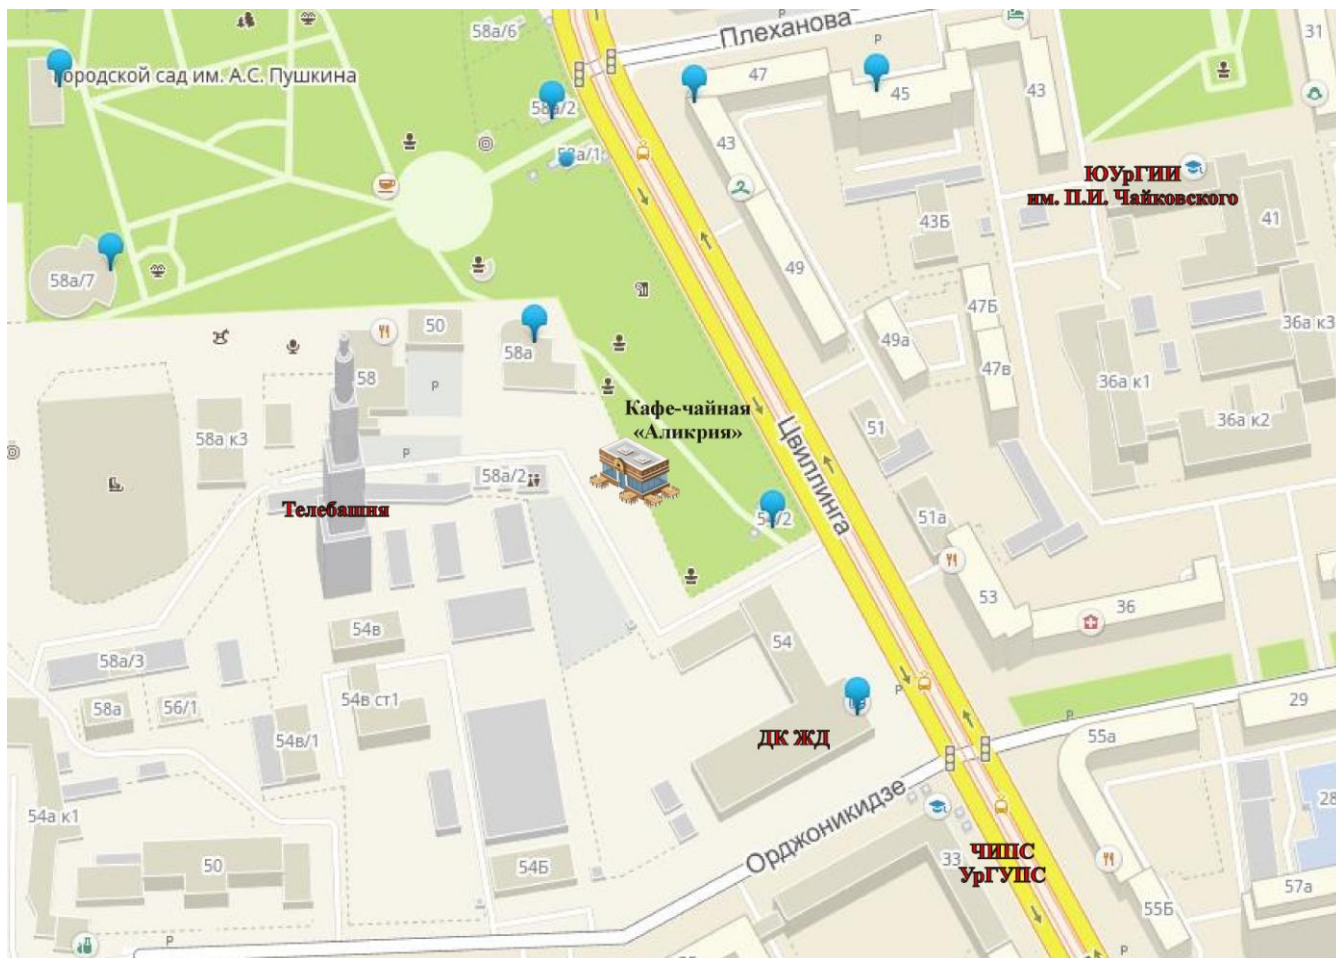 58а/6
Плеханова
Р
31
Городской сад им. А.С. Пушкина
47
45
43
58а/2
58а/1
43
ЮУрГИИ
им. П.И. Чайковского
43Б
41
58а/7
49
47Б
36а к3
50
58а
49а
47в
58
Р
36а к1
Кафе-чайная
«Аликрия»
Цвиллинга
51
36а к2
58а к3
Р
58а/2
Телебашня
54/2
51а
53
36
54в
54
58а/3
Р
58а
56/1
54в ст1
Р
29
54в/1
ДК ЖД
55а
Орджоникидзе
28
54а к1
50
54Б
33
ЧИПС
УрГУПС
57а
55Б
Р
Р